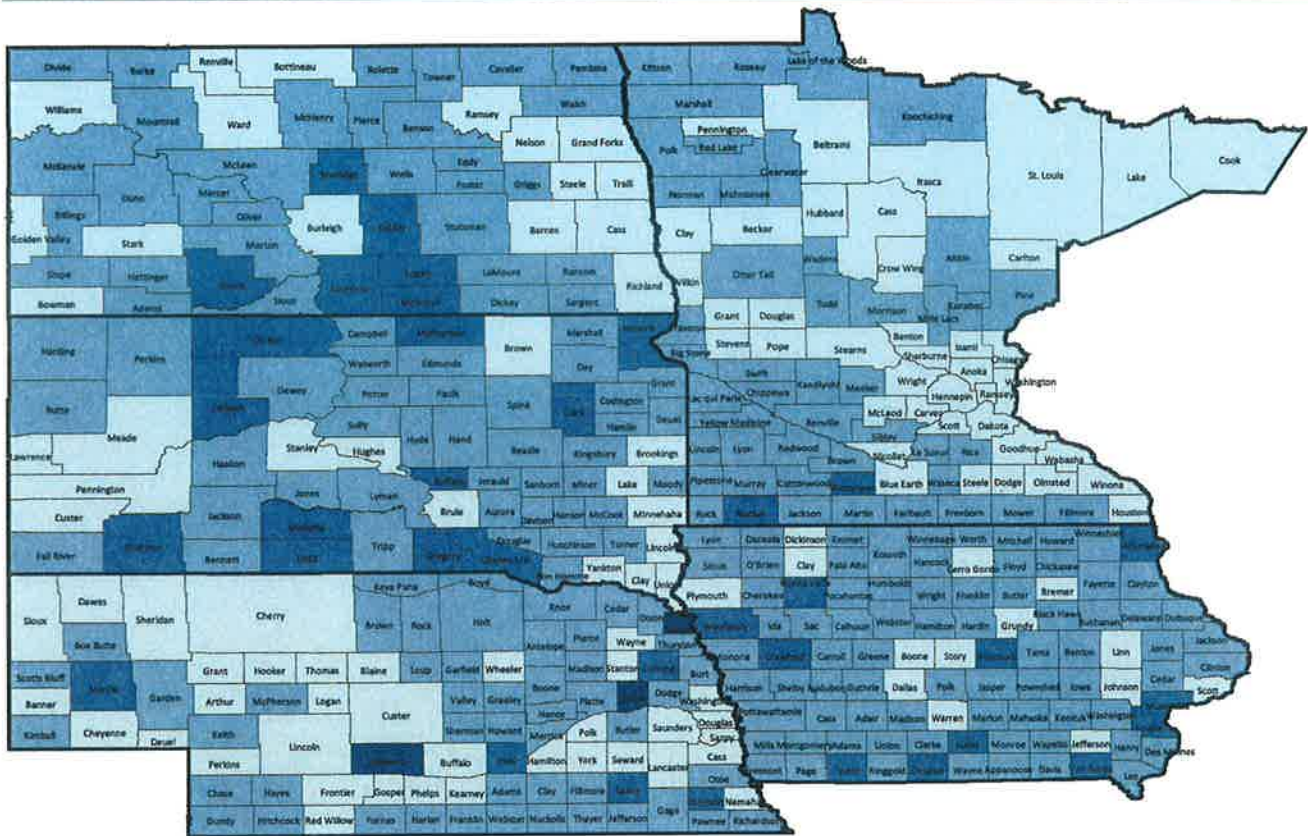 Divide Burke Renville Bottineau Rolette Towner Cavalier Pembina Kittson Roseau Lake of the Woods
Williams Mountrail Ward McHenry Pierce Benson Ramsey Walsh Marshall Koochiching
Nelson Grand Forks Polk Pennington Red Lake Beltrami Cook
McKenzie McLean Sheridan Wells Eddy Foster Griggs Steele Traill Clearwater Itasca St. Louis Lake
Dunn Mercer Norman Mahnomen
Billings Oliver Burleigh Kidder Stutsman Barnes Cass Clay Becker Hubbard Cass
Golden Valley Stark Morton Wadena Crow Wing Aitkin Carlton
Slope Hettinger Grant Logan LaMoure Ransom Richland Wilkin Otter Tail
Bowman Adams Sioux McIntosh Dickey Sargent Todd Morrison Mille Lacs Kanabec Pine
Campbell McPherson Brown Marshall Roberts Traverse Grant Douglas Benton Isanti
Harding Perkins Corson Walworth Edmunds Day Big Stone Stevens Pope Stearns Sherburne Chisago
Dewey Grant Swift Wright Anoka Washington
Butte Ziebach Potter Faulk Spink Clark Codington Lac qui Parle Chippewa Kandiyohi Meeker Hennepin Ramsey
Meade Sully Hamlin Deuel Yellow Medicine Renville McLeod Carver Scott Dakota
Lawrence Stanley Hughes Hyde Hand Beadle Kingsbury Brookings Lincoln Lyon Redwood Sibley Le Sueur Rice Goodhue Wabasha
Pennington Haakon Buffalo Jerauld Sanborn Miner Lake Moody Pipestone Murray Cottonwood Brown Nicollet Blue Earth Waseca Steele Dodge Olmsted Winona
Custer Jackson Jones Lyman Brule Aurora Davison Hanson McCook Minnehaha Rock Nobles Jackson Martin Faribault Freeborn Mower Fillmore Houston
Fall River Bennett Mellette Todd Tripp Gregory Douglas Hutchinson Turner Lincoln Lyon Osceola Dickinson Emmet Winnebago Worth Mitchell Howard Winneshiek
Yankton Clay Union Sioux O'Brien Clay Palo Alto Kossuth Hancock Cerro Gordo Floyd Chickasaw
Dawes Sheridan Cherry Keya Paha Boyd Plymouth Cherokee Pocahontas Humboldt Wright Franklin Butler Bremer Fayette Clayton
Sioux Box Butte Brown Rock Holt Knox Cedar Dixon Ida Sac Calhoun Webster Hamilton Hardin Grundy Black Hawk Buchanan Delaware Dubuque
Scotts Bluff Grant Hooker Thomas Blaine Loup Garfield Wheeler Antelope Pierce Wayne Thurston Monona Crawford Carroll Greene Boone Story Tama Benton Linn Jones Jackson
Banner Morrill Garden Arthur McPherson Logan Custer Valley Greeley Boone Madison Stanton Burt Harrison Shelby Audubon Guthrie Dallas Polk Jasper Poweshiek Iowa Johnson Cedar Clinton Scott
Kimball Cheyenne Deuel Keith Lincoln Sherman Howard Nance Platte Dodge Washington Pottawattamie Cass Adair Madison Warren Marion Mahaska Keokuk Washington
Perkins Buffalo Merrick Polk Butler Saunders Douglas Sarpy Mills Montgomery Adams Union Clarke Monroe Wapello Jefferson Henry Des Moines
Hamilton York Seward Lancaster Cass Page Ringgold Wayne Appanoose Davis Lee
Chase Hayes Frontier Gosper Phelps Kearney Adams Clay Fillmore Otoe
Dundy Hitchcock Red Willow Furnas Harlan Franklin Webster Nuckolls Thayer Jefferson Gage Pawnee Nemaha Richardson